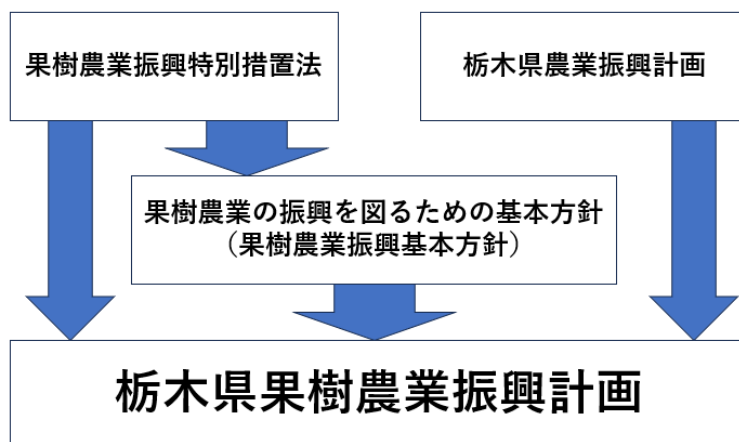 果樹農業振興特別措置法
栃木県農業振興計画
果樹農業の振興を図るための基本方針
（果樹農業振興基本方針）
栃木県果樹農業振興計画